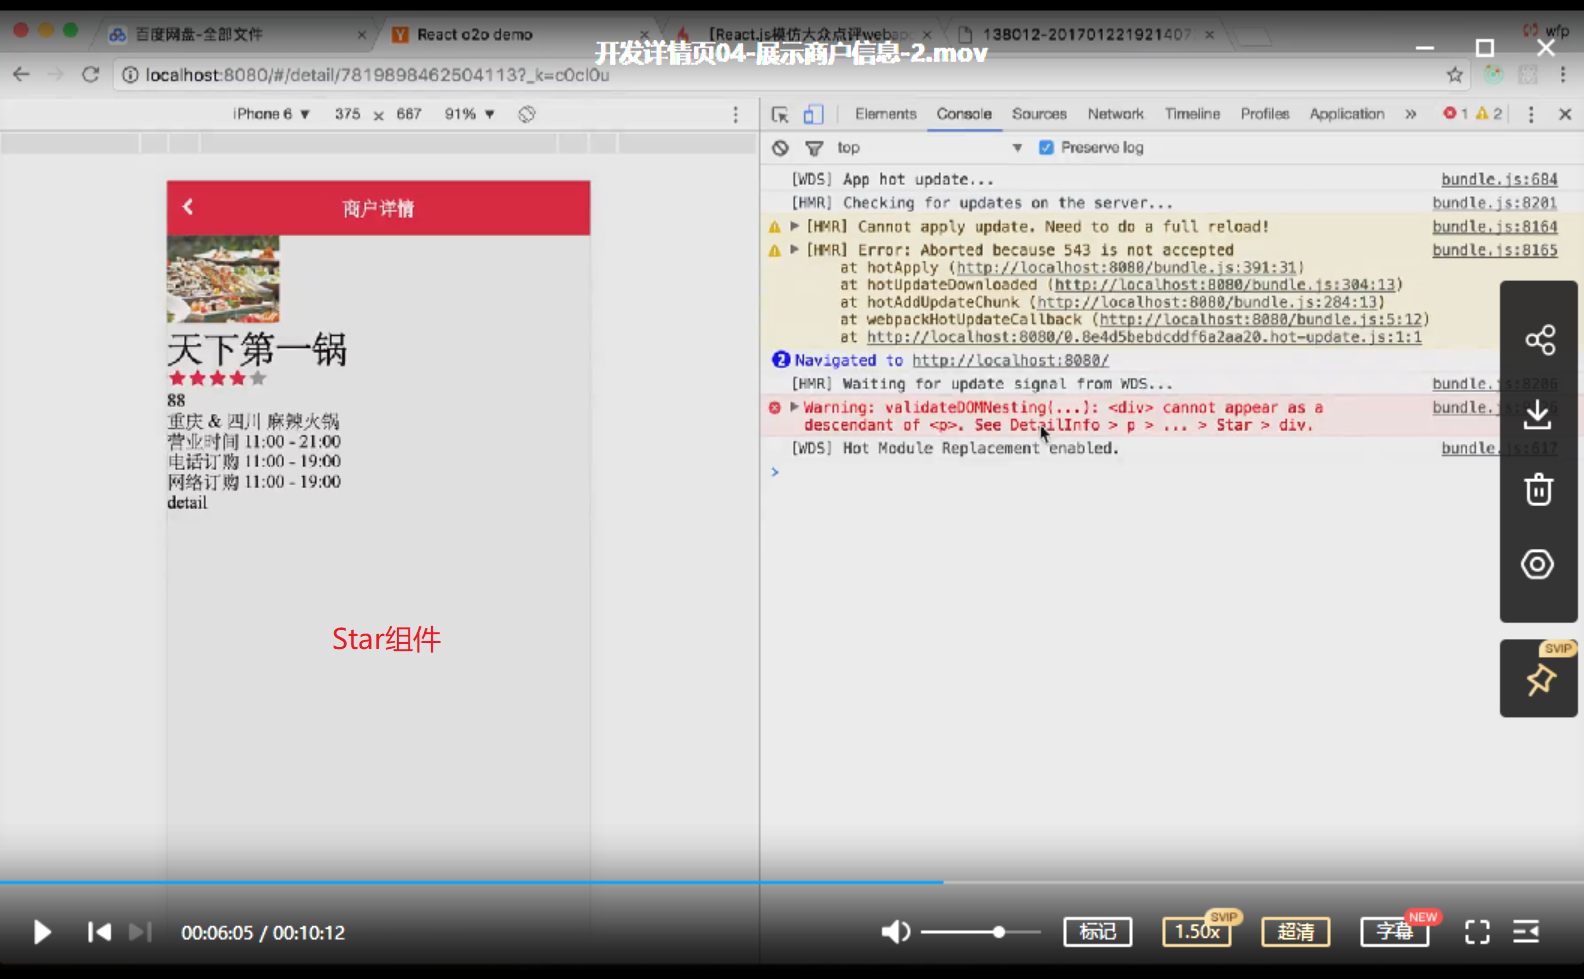 百度网盘-全部文件
React o2o demo
【React.js模仿大众点评webap
138012-201701221921407
wfp
开发详情页04-展示商户信息-2.mov
localhost:8080/#/detail/781989846250411 3?_k=c0cl0u
iPhone 6 ▼ 375 × 667 91% ▼
Elements Console Sources Network Timeline Profiles Application » 1 2
top ▼ Preserve log
[WDS] App hot update... bundle.js:684
[HMR] Checking for updates on the server... bundle.js:8201
[HMR] Cannot apply update. Need to do a full reload! bundle.js:8164
[HMR] Error: Aborted because 543 is not accepted bundle.js:8165
at hotApply (http://localhost:8080/bundle.js:391:31)
at hotUpdateDownloaded (http://localhost:8080/bundle.js:304:13)
at hotAddUpdateChunk (http://localhost:8080/bundle.js:284:13)
at webpackHotUpdateCallback (http://localhost:8080/bundle.js:5:12)
at http://localhost:8080/0.8e4d5bebdcddf6a2aa20.hot-update.js:1:1
2 Navigated to http://localhost:8080/
[HMR] Waiting for update signal from WDS... bundle.js:8206
Warning: validateDOMNesting(...): <div> cannot appear as a bundle.
descendant of <p>. See DetailInfo > p > ... > Star > div.
[WDS] Hot Module Replacement enabled. bundle.js:617
>
商户详情
天下第一锅
88
重庆 & 四川 麻辣火锅
营业时间 11:00 - 21:00
电话订购 11:00 - 19:00
网络订购 11:00 - 19:00
detail
Star组件
SVIP
00:06:05 / 00:10:12
标记
1.50x
SVIP
超清
字幕
NEW